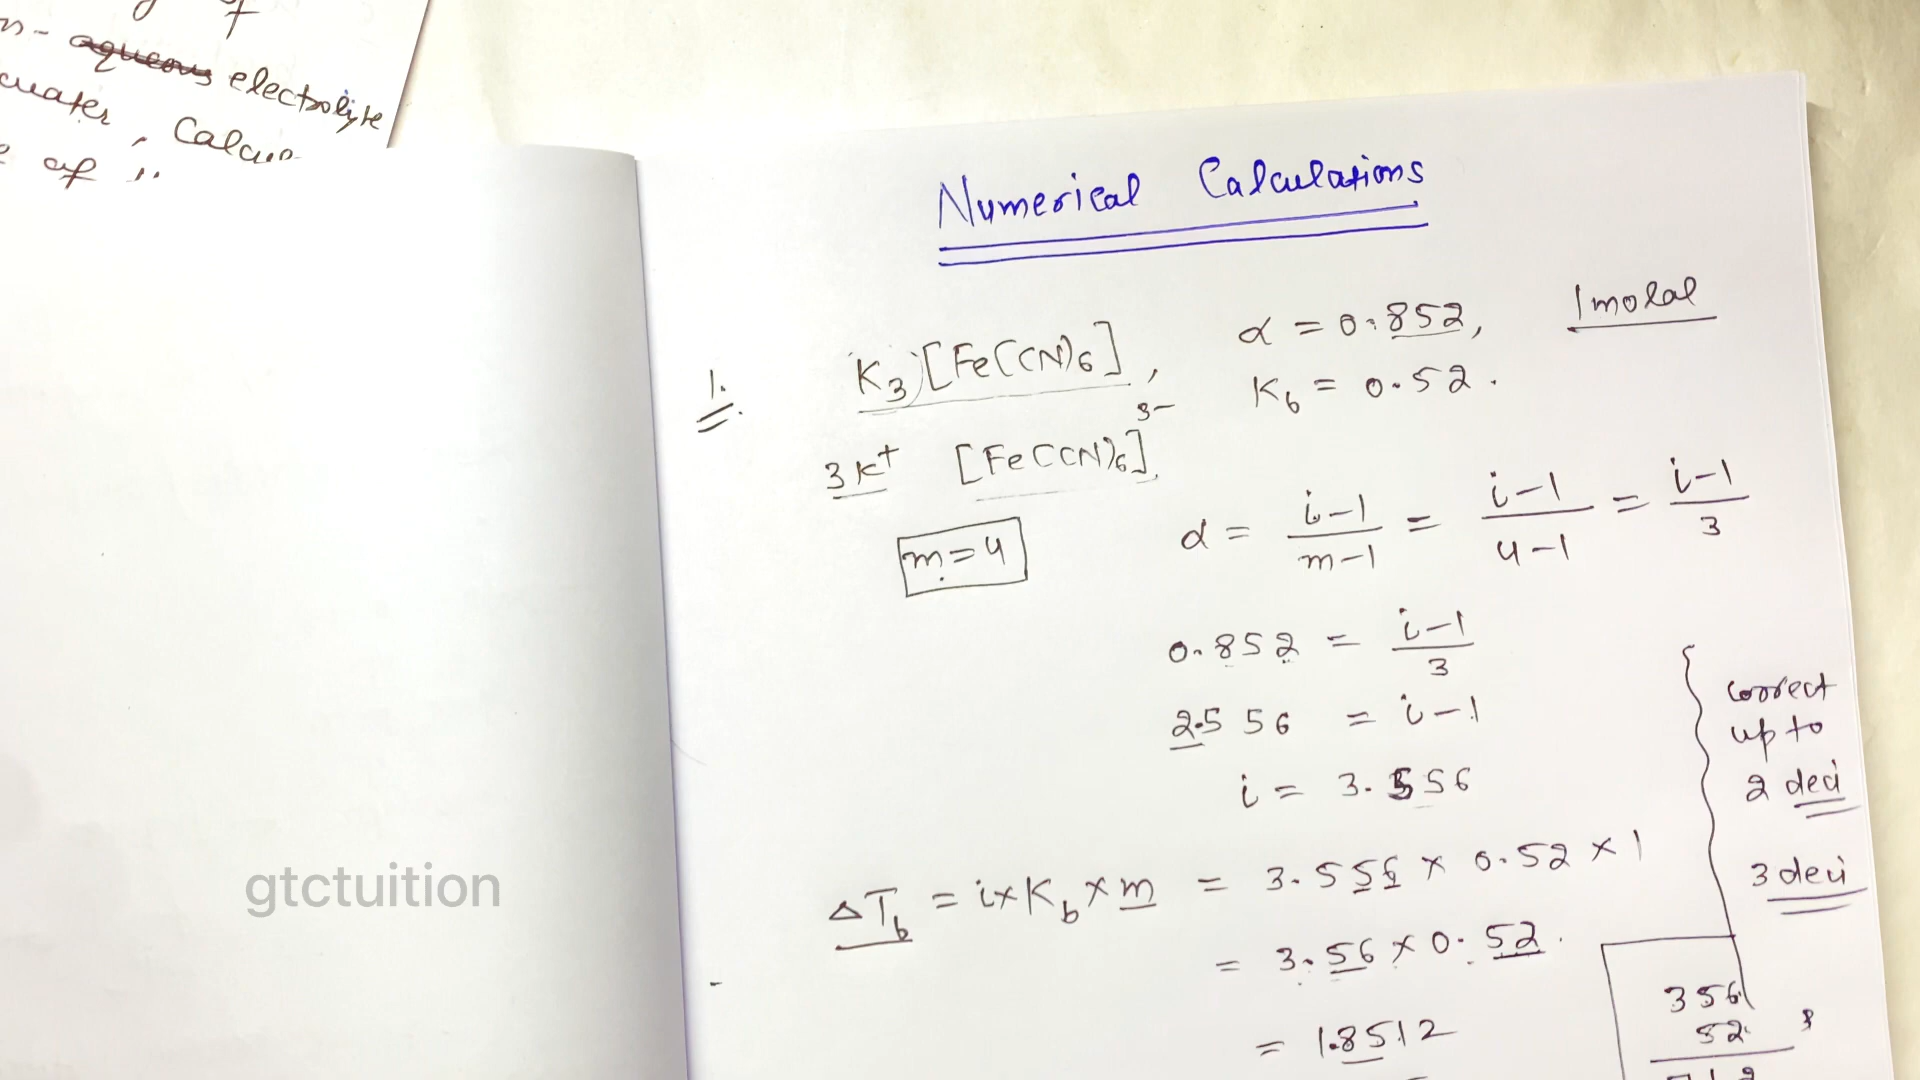 n- aqueous electrolyte
water, Calcu
of
Numerical Calculations
1. K3[Fe(CN)6], α = 0.852, 1 molal
Kb = 0.52.
3K+ [Fe(CN)6]3-
m=4
α = i-1/m-1 = i-1/4-1 = i-1/3
0.852 = i-1/3
2.556 = i-1
i = 3.556
correct
up to
2 deci
3 deci
ΔTb = i×Kb×m = 3.556 × 0.52 × 1
= 3.56 × 0.52.
= 1.8512
356
52
gtctuition